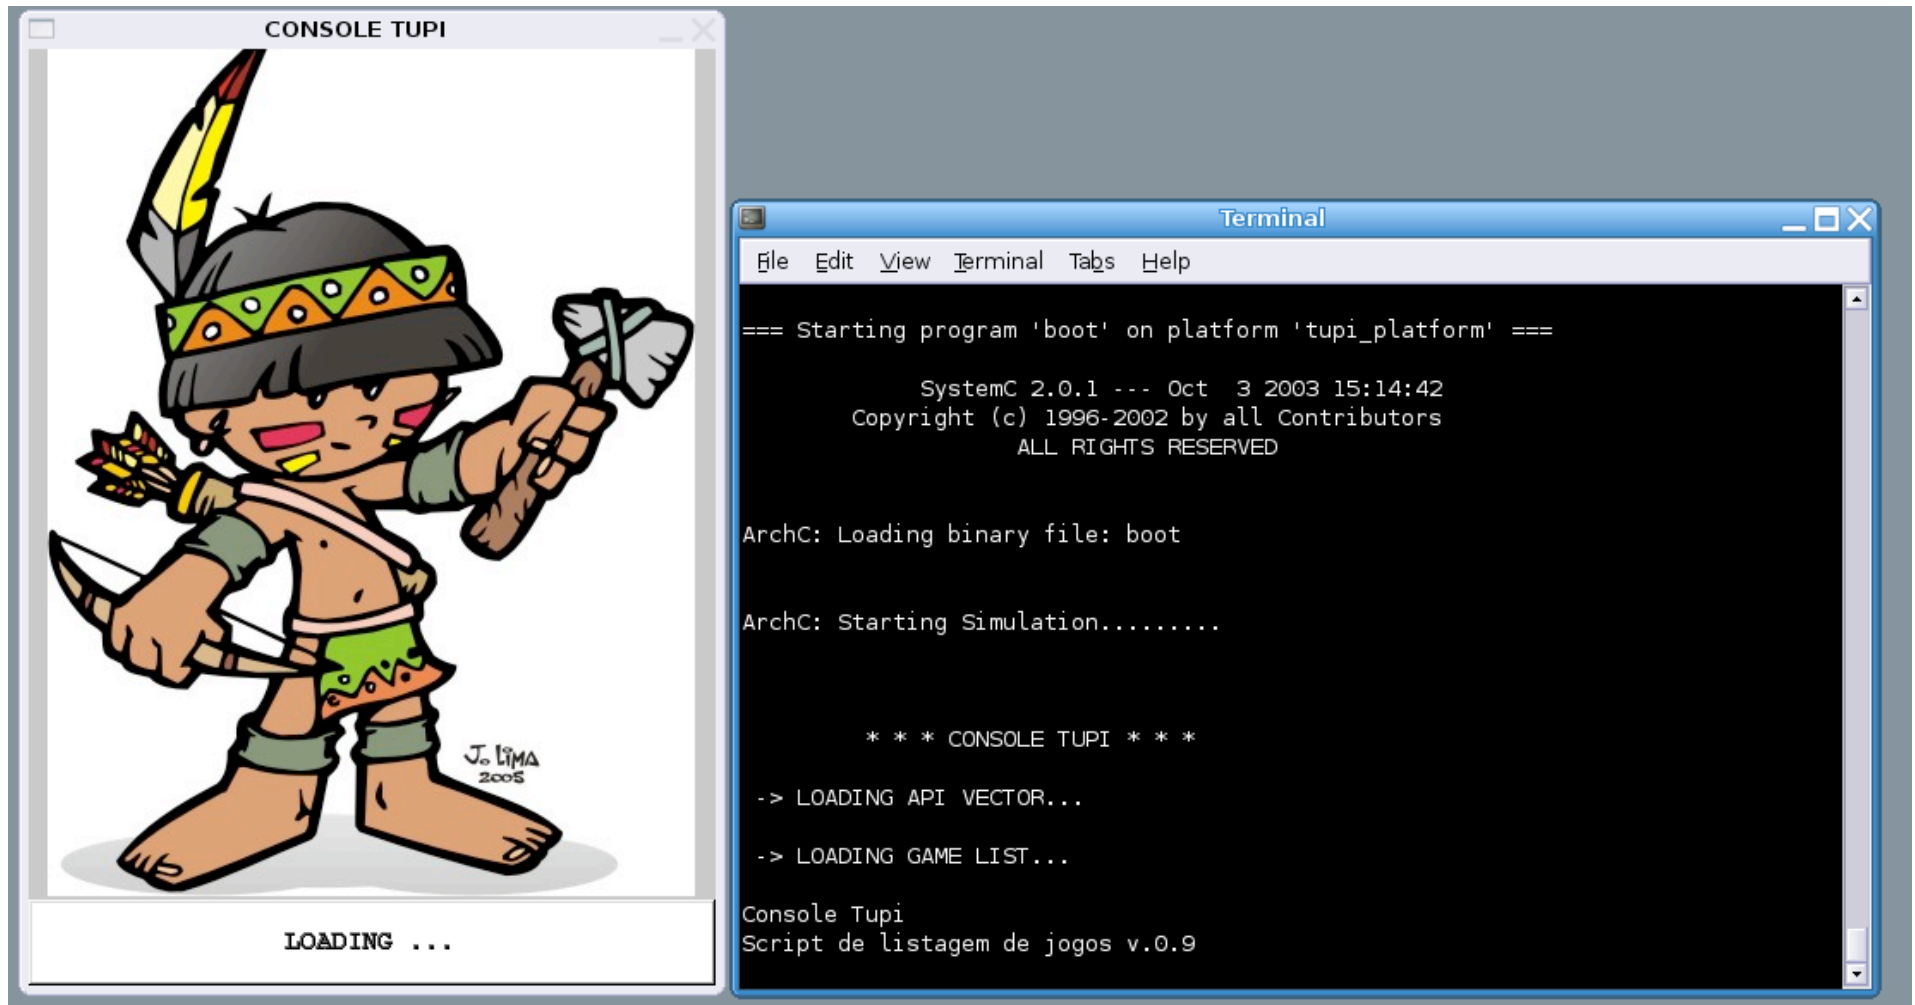 CONSOLE TUPI
J. LiMA
2005
LOADING ...
Terminal
File Edit View Terminal Tabs Help
=== Starting program 'boot' on platform 'tupi_platform' ===
SystemC 2.0.1 --- Oct  3 2003 15:14:42
Copyright (c) 1996-2002 by all Contributors
ALL RIGHTS RESERVED
ArchC: Loading binary file: boot
ArchC: Starting Simulation.........
* * * CONSOLE TUPI * * *
-> LOADING API VECTOR...
-> LOADING GAME LIST...
Console Tupi
Script de listagem de jogos v.0.9